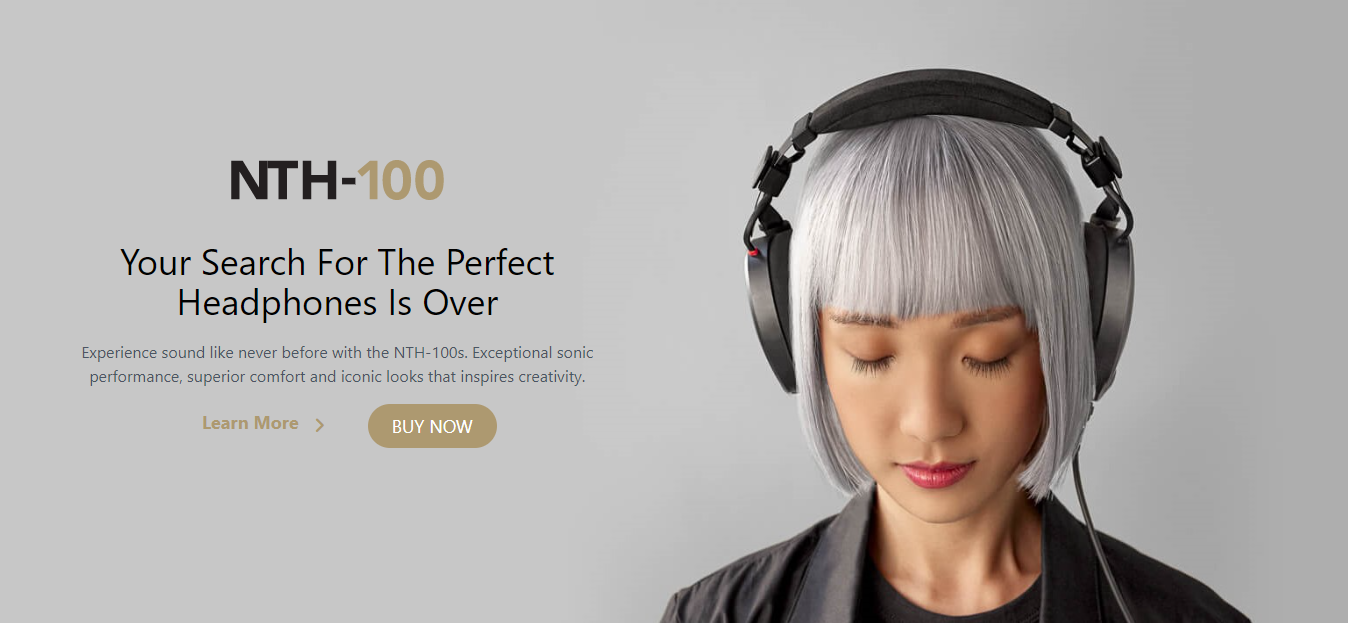 NTH-100
Your Search For The Perfect
Headphones Is Over
Experience sound like never before with the NTH-100s. Exceptional sonic
performance, superior comfort and iconic looks that inspires creativity.
Learn More
BUY NOW